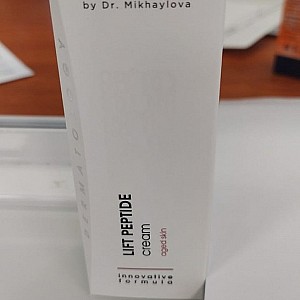 by Dr. Mikhaylova
LIFT PEPTIDE
cream
aged skin
innovative
formula